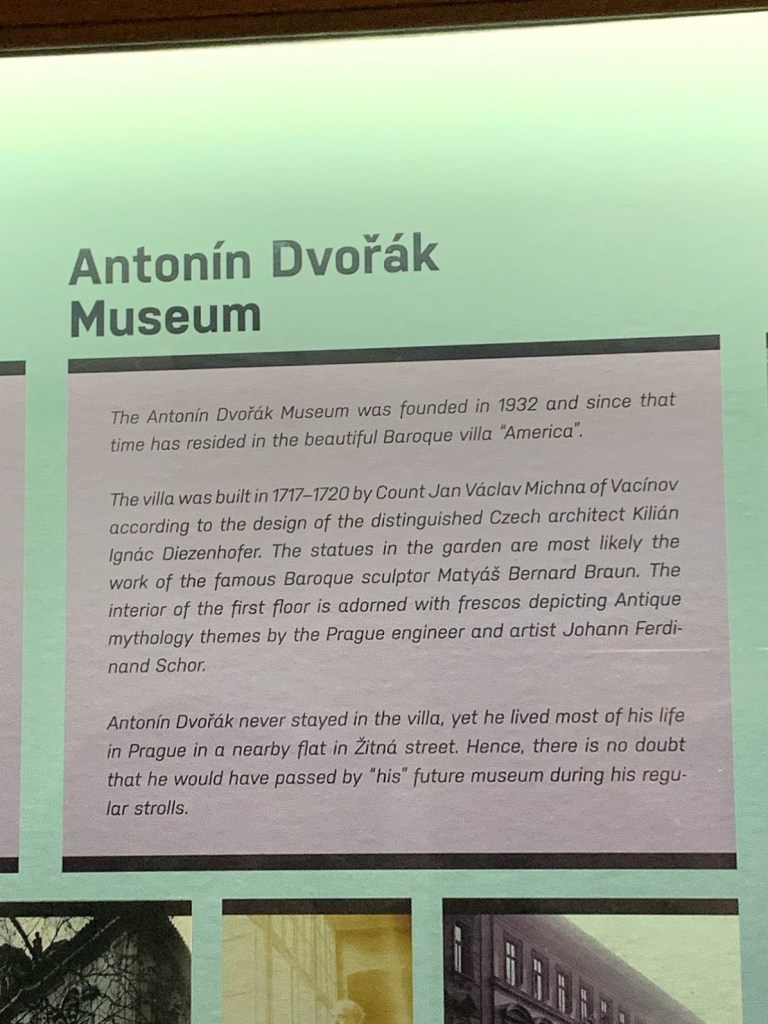 Antonín Dvořák
Museum
The Antonín Dvořák Museum was founded in 1932 and since that
time has resided in the beautiful Baroque villa "America".
The villa was built in 1717–1720 by Count Jan Václav Michna of Vacínov
according to the design of the distinguished Czech architect Kilián
Ignác Diezenhofer. The statues in the garden are most likely the
work of the famous Baroque sculptor Matyáš Bernard Braun. The
interior of the first floor is adorned with frescos depicting Antique
mythology themes by the Prague engineer and artist Johann Ferdi-
nand Schor.
Antonín Dvořák never stayed in the villa, yet he lived most of his life
in Prague in a nearby flat in Žitná street. Hence, there is no doubt
that he would have passed by "his" future museum during his regu-
lar strolls.